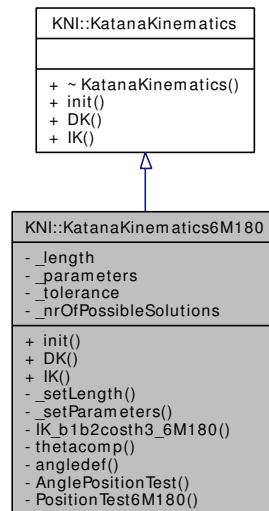 KNI::KatanaKinematics
+ ~ KatanaKinematics()
+ init()
+ DK()
+ IK()
KNI::KatanaKinematics6M180
- _length
- _parameters
- _tolerance
- _nrOfPossibleSolutions
+ init()
+ DK()
+ IK()
- _setLength()
- _setParameters()
- IK_b1b2costh3_6M180()
- thetacomp()
- angledef()
- AnglePositionTest()
- PositionTest6M180()